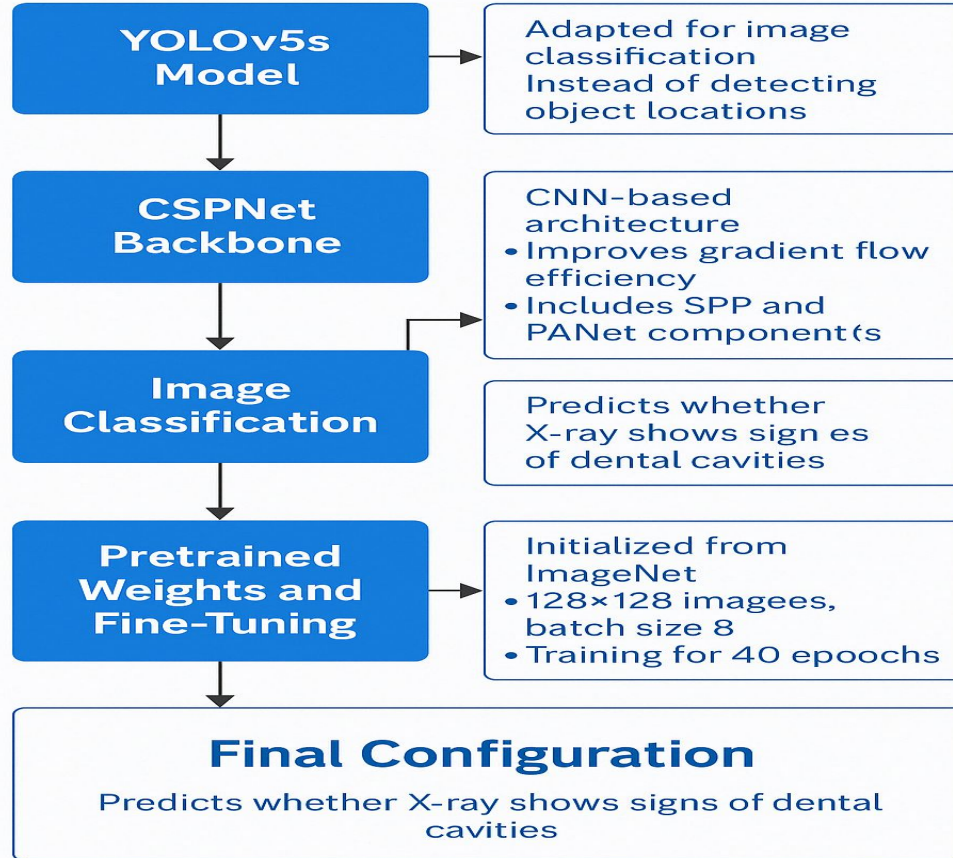 YOLOv5s
Model
Adapted for image
classification
Instead of detecting
object locations
CSPNet
Backbone
CNN-based
architecture
• Improves gradient flow
efficiency
• Includes SPP and
PANet component(s
Image
Classification
Predicts whether
X-ray shows sign es
of dental cavities
Pretrained
Weights and
Fine-Tuning
Initialized from
ImageNet
• 128×128 imagees,
batch size 8
• Training for 40 epoochs
Final Configuration
Predicts whether X-ray shows signs of dental
cavities